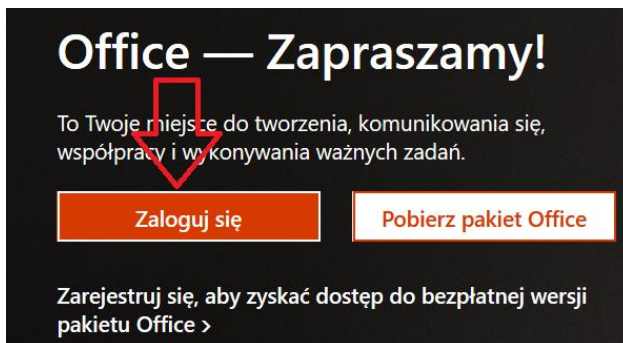 Office — Zapraszamy!
To Twoje miejsce do tworzenia, komunikowania się,
współpracy i wykonywania ważnych zadań.
Zaloguj się
Pobierz pakiet Office
Zarejestruj się, aby zyskać dostęp do bezpłatnej wersji
pakietu Office >